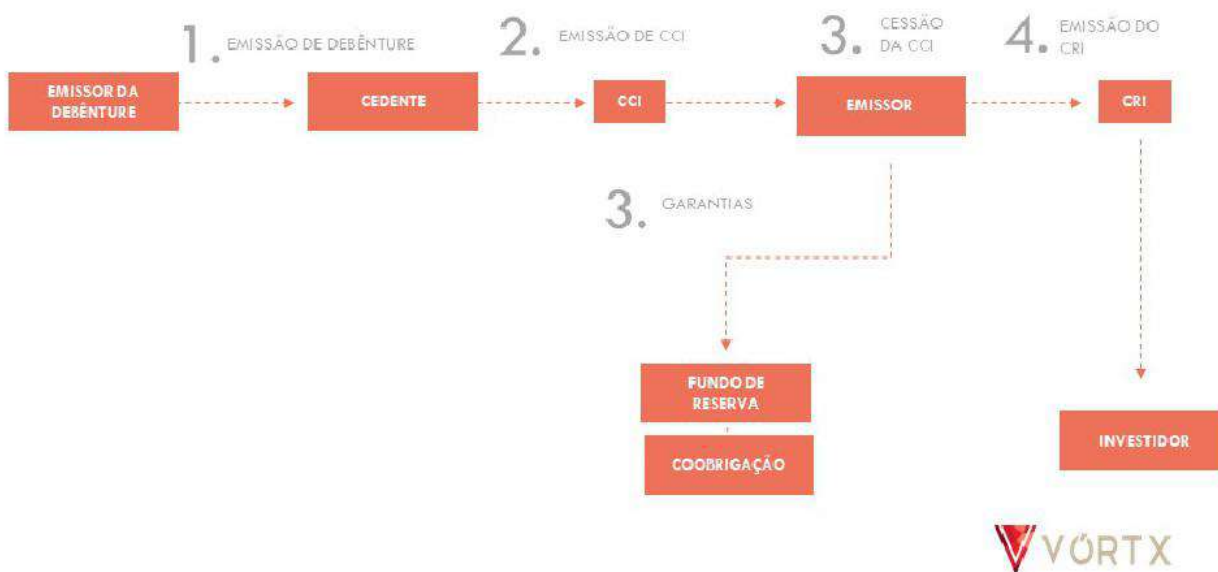 1. EMISSÃO DE DEBÊNTURE
2. EMISSÃO DE CCI
3. CESSÃO
DA CCI
4. EMISSÃO DO
CRI
EMISSOR DA
DEBÊNTURE
CEDENTE
CCI
EMISSOR
CRI
3. GARANTIAS
FUNDO DE
RESERVA
COOBRIGAÇÃO
INVESTIDOR
VÓRTX